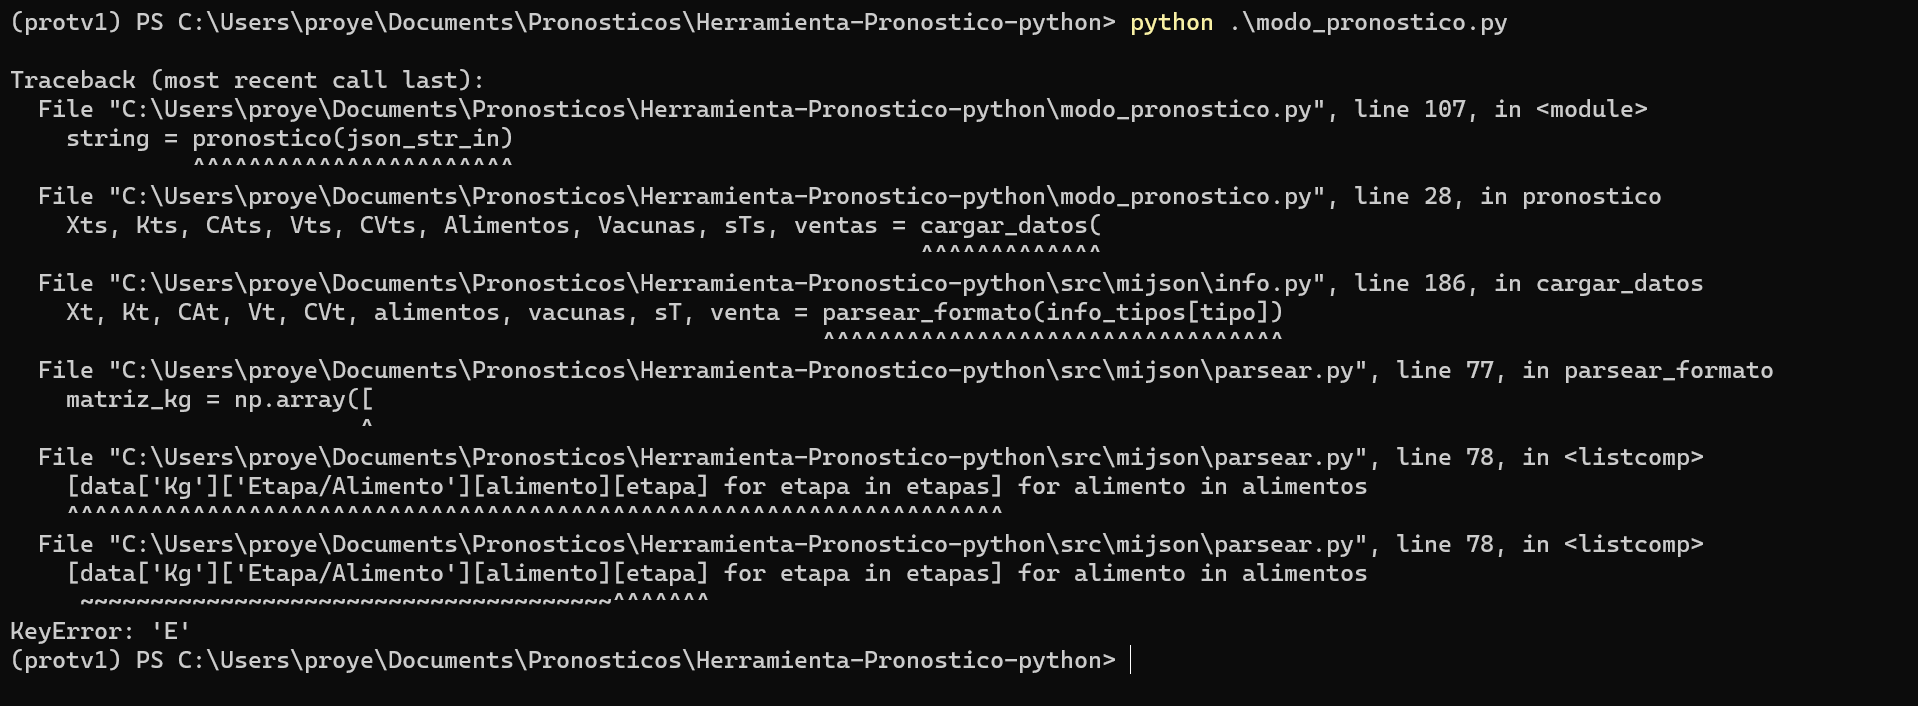 (protv1) PS C:\Users\proye\Documents\Pronosticos\Herramienta-Pronostico-python> python .\modo_pronostico.py
Traceback (most recent call last):
  File "C:\Users\proye\Documents\Pronosticos\Herramienta-Pronostico-python\modo_pronostico.py", line 107, in <module>
    string = pronostico(json_str_in)
             ^^^^^^^^^^^^^^^^^^^^^^^
  File "C:\Users\proye\Documents\Pronosticos\Herramienta-Pronostico-python\modo_pronostico.py", line 28, in pronostico
    Xts, Kts, CAts, Vts, CVts, Alimentos, Vacunas, sTs, ventas = cargar_datos(
                                                                 ^^^^^^^^^^^^^
  File "C:\Users\proye\Documents\Pronosticos\Herramienta-Pronostico-python\src\mijson\info.py", line 186, in cargar_datos
    Xt, Kt, CAt, Vt, CVt, alimentos, vacunas, sT, venta = parsear_formato(info_tipos[tipo])
                                                          ^^^^^^^^^^^^^^^^^^^^^^^^^^^^^^^^^
  File "C:\Users\proye\Documents\Pronosticos\Herramienta-Pronostico-python\src\mijson\parsear.py", line 77, in parsear_formato
    matriz_kg = np.array([
                         ^
  File "C:\Users\proye\Documents\Pronosticos\Herramienta-Pronostico-python\src\mijson\parsear.py", line 78, in <listcomp>
    [data['Kg']['Etapa/Alimento'][alimento][etapa] for etapa in etapas] for alimento in alimentos
    ^^^^^^^^^^^^^^^^^^^^^^^^^^^^^^^^^^^^^^^^^^^^^^^^^^^^^^^^^^^^^^^^^^^
  File "C:\Users\proye\Documents\Pronosticos\Herramienta-Pronostico-python\src\mijson\parsear.py", line 78, in <listcomp>
    [data['Kg']['Etapa/Alimento'][alimento][etapa] for etapa in etapas] for alimento in alimentos
     ~~~~~~~~~~~~~~~~~~~~~~~~~~~~~~~~~~~~~~^^^^^^^
KeyError: 'E'
(protv1) PS C:\Users\proye\Documents\Pronosticos\Herramienta-Pronostico-python>